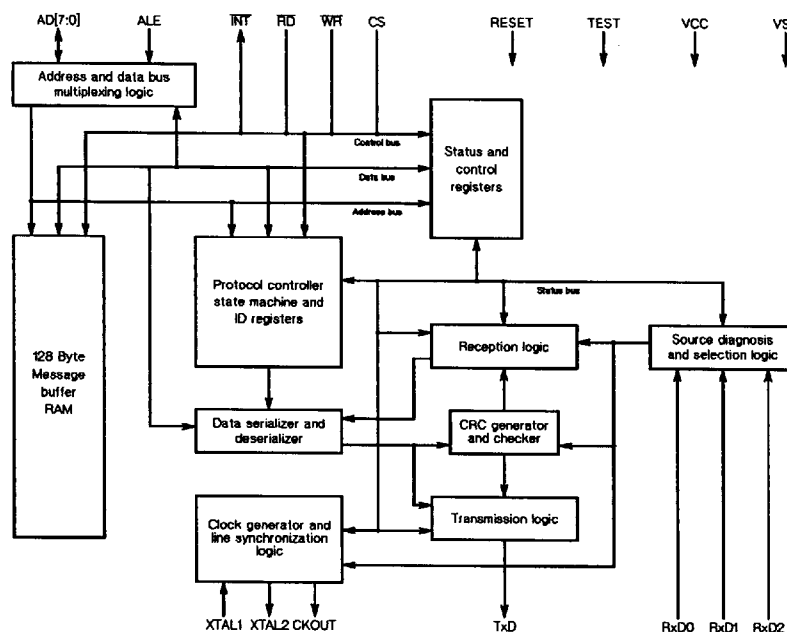 AD[7:0] ALE INT RD WR CS RESET TEST VCC VS
Address and data bus
multiplexing logic
Control bus
Data bus
Address bus
Status and
control
registers
Protocol controller
state machine and
ID registers
Status bus
128 Byte
Message
buffer
RAM
Reception logic
Source diagnosis
and selection logic
Data serializer and
deserializer
CRC generator
and checker
Clock generator and
line synchronization
logic
Transmission logic
XTAL1 XTAL2 CKOUT TxD RxD0 RxD1 RxD2